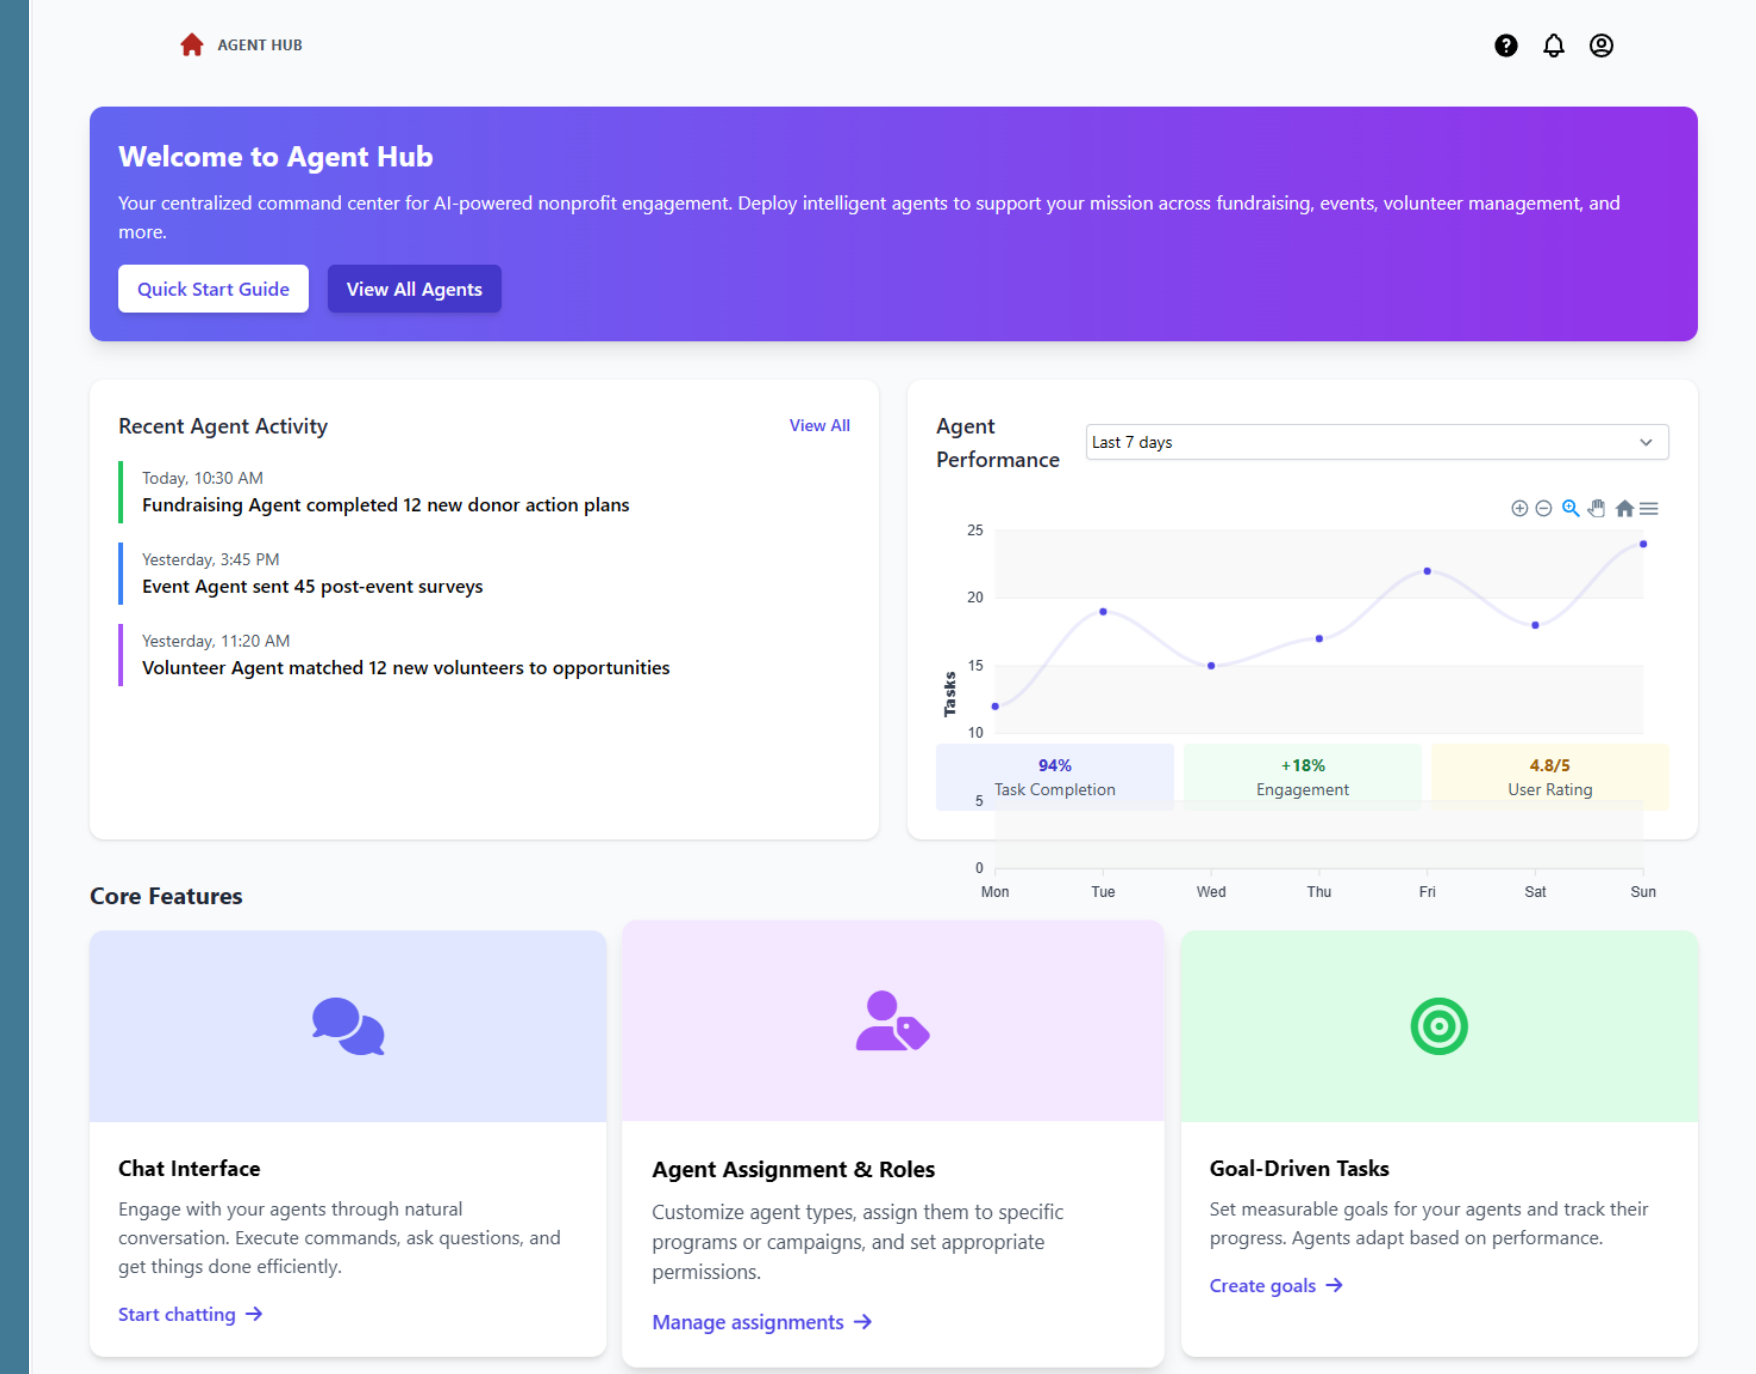 AGENT HUB
Welcome to Agent Hub
Your centralized command center for AI-powered nonprofit engagement. Deploy intelligent agents to support your mission across fundraising, events, volunteer management, and
more.
Quick Start Guide
View All Agents
Recent Agent Activity
View All
Today, 10:30 AM
Fundraising Agent completed 12 new donor action plans
Yesterday, 3:45 PM
Event Agent sent 45 post-event surveys
Yesterday, 11:20 AM
Volunteer Agent matched 12 new volunteers to opportunities
Agent
Performance
Last 7 days
25
20
15
10
5
0
Tasks
94%
Task Completion
+18%
Engagement
4.8/5
User Rating
Mon Tue Wed Thu Fri Sat Sun
Core Features
Chat Interface
Engage with your agents through natural
conversation. Execute commands, ask questions, and
get things done efficiently.
Start chatting →
Agent Assignment & Roles
Customize agent types, assign them to specific
programs or campaigns, and set appropriate
permissions.
Manage assignments →
Goal-Driven Tasks
Set measurable goals for your agents and track their
progress. Agents adapt based on performance.
Create goals →